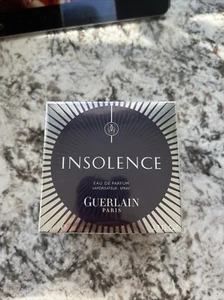 INSOLENCE
EAU DE PARFUM
VAPORISATEUR SPRAY
GUERLAIN
PARIS